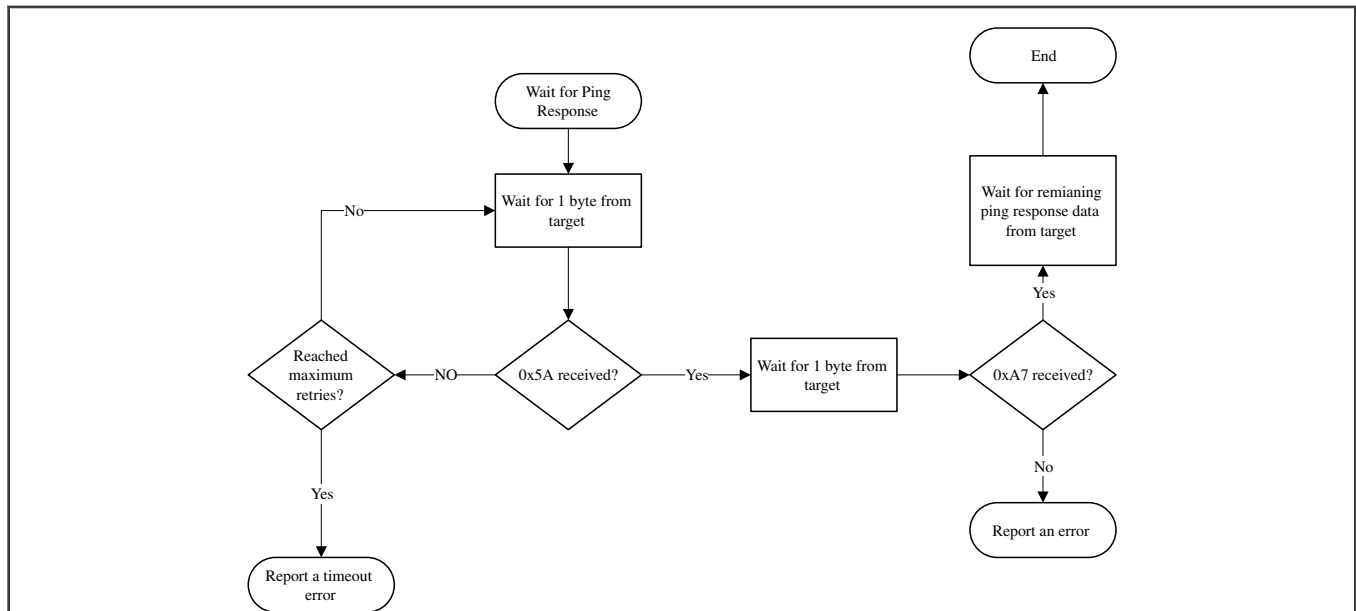 End
Wait for Ping
Response
Wait for remianing
ping response data
from target
Wait for 1 byte from
target
No
Yes
Reached
maximum
retries?
NO
0x5A received?
Yes
Wait for 1 byte from
target
0xA7 received?
No
Yes
Report an error
Report a timeout
error